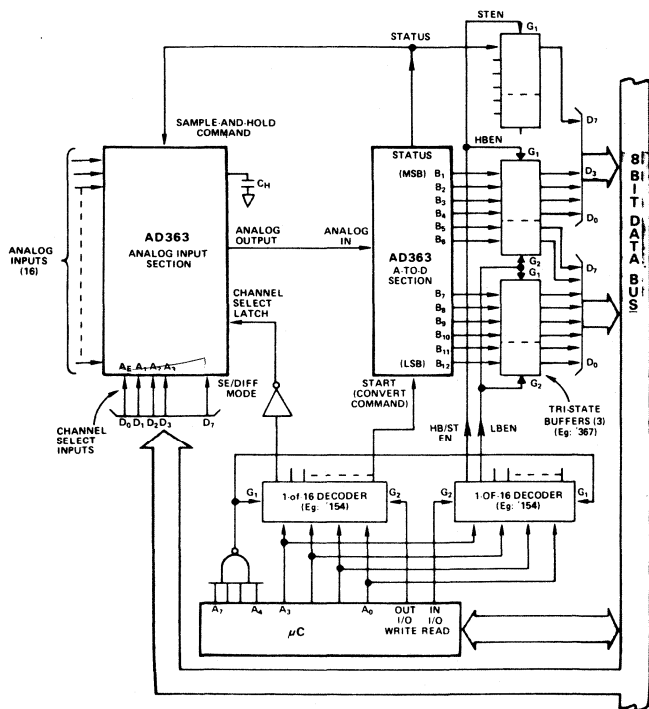 STEN
G1
STATUS
D7
SAMPLE-AND-HOLD
COMMAND
HBEN
G1
D3
D0
8 BIT DATA BUS
STATUS
(MSB) B1
B2
B3
B4
B5
B6
CH
AD363
ANALOG INPUT
SECTION
ANALOG
OUTPUT
ANALOG
IN
AD363
A-TO-D
SECTION
ANALOG
INPUTS
(16)
G2
G1
D7
CHANNEL
SELECT
LATCH
B7
B8
B9
B10
B11
(LSB) B12
D0
G2
AE A1 A2 A3
SE/DIFF
MODE
START
(CONVERT
COMMAND)
TRI-STATE
BUFFERS (3)
(Eg: '367)
CHANNEL
SELECT
INPUTS
D0 D1 D2 D3 D7
HB/ST
EN
LBEN
G1
1-of-16 DECODER
(Eg: '154)
G2
G2
1-OF-16 DECODER
(Eg: '154)
G1
A7 A4 A3 A0
OUT
I/O
WRITE
IN
I/O
READ
μC